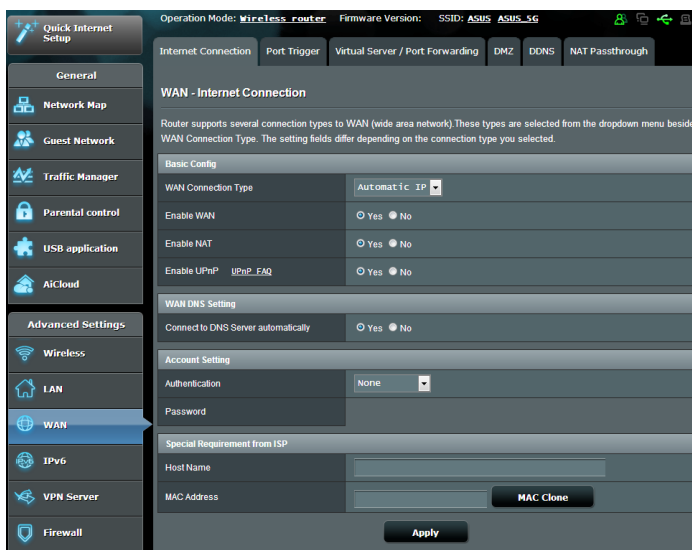 Quick Internet
Setup
Operation Mode: Wireless router Firmware Version: SSID: ASUS ASUS_5G
Internet Connection Port Trigger Virtual Server / Port Forwarding DMZ DDNS NAT Passthrough
General
Network Map
Guest Network
Traffic Manager
Parental control
USB application
AiCloud
Advanced Settings
Wireless
LAN
WAN
IPv6
VPN Server
Firewall
WAN - Internet Connection
Router supports several connection types to WAN (wide area network).These types are selected from the dropdown menu beside
WAN Connection Type. The setting fields differ depending on the connection type you selected.
Basic Config
WAN Connection Type Automatic IP
Enable WAN Yes No
Enable NAT Yes No
Enable UPnP UPnP FAQ Yes No
WAN DNS Setting
Connect to DNS Server automatically Yes No
Account Setting
Authentication None
Password
Special Requirement from ISP
Host Name
MAC Address MAC Clone
Apply